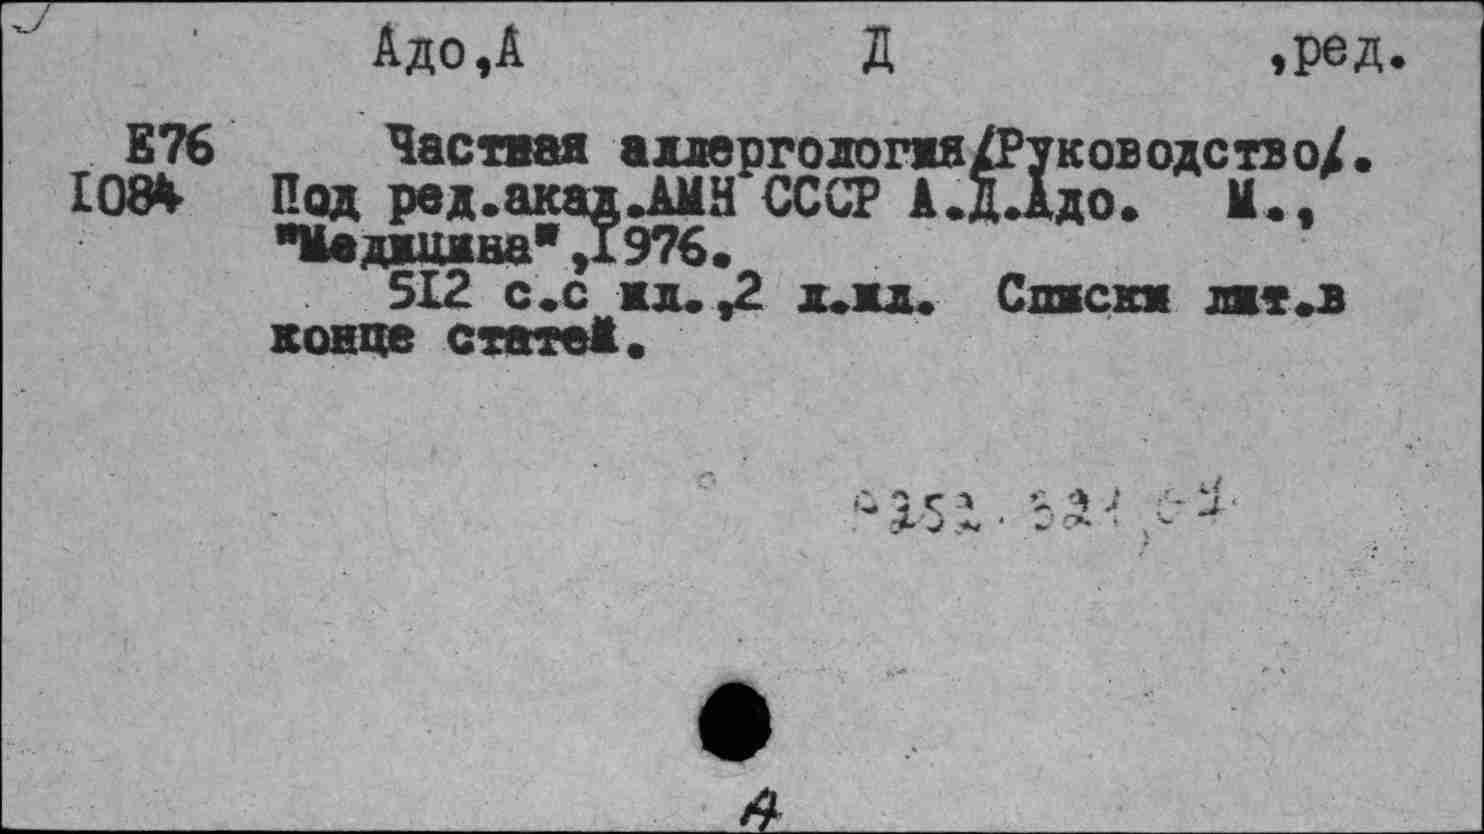 Адо,А Д ,ред.
Е76 Частная аллергология/Руководство/.
1084 Под ред.акад.АМН СССР А.Д.Адо. М.,
"Медицина",1976.
512 с.с ил.,2 л.ил. Списки лит.в
конце статей.
А